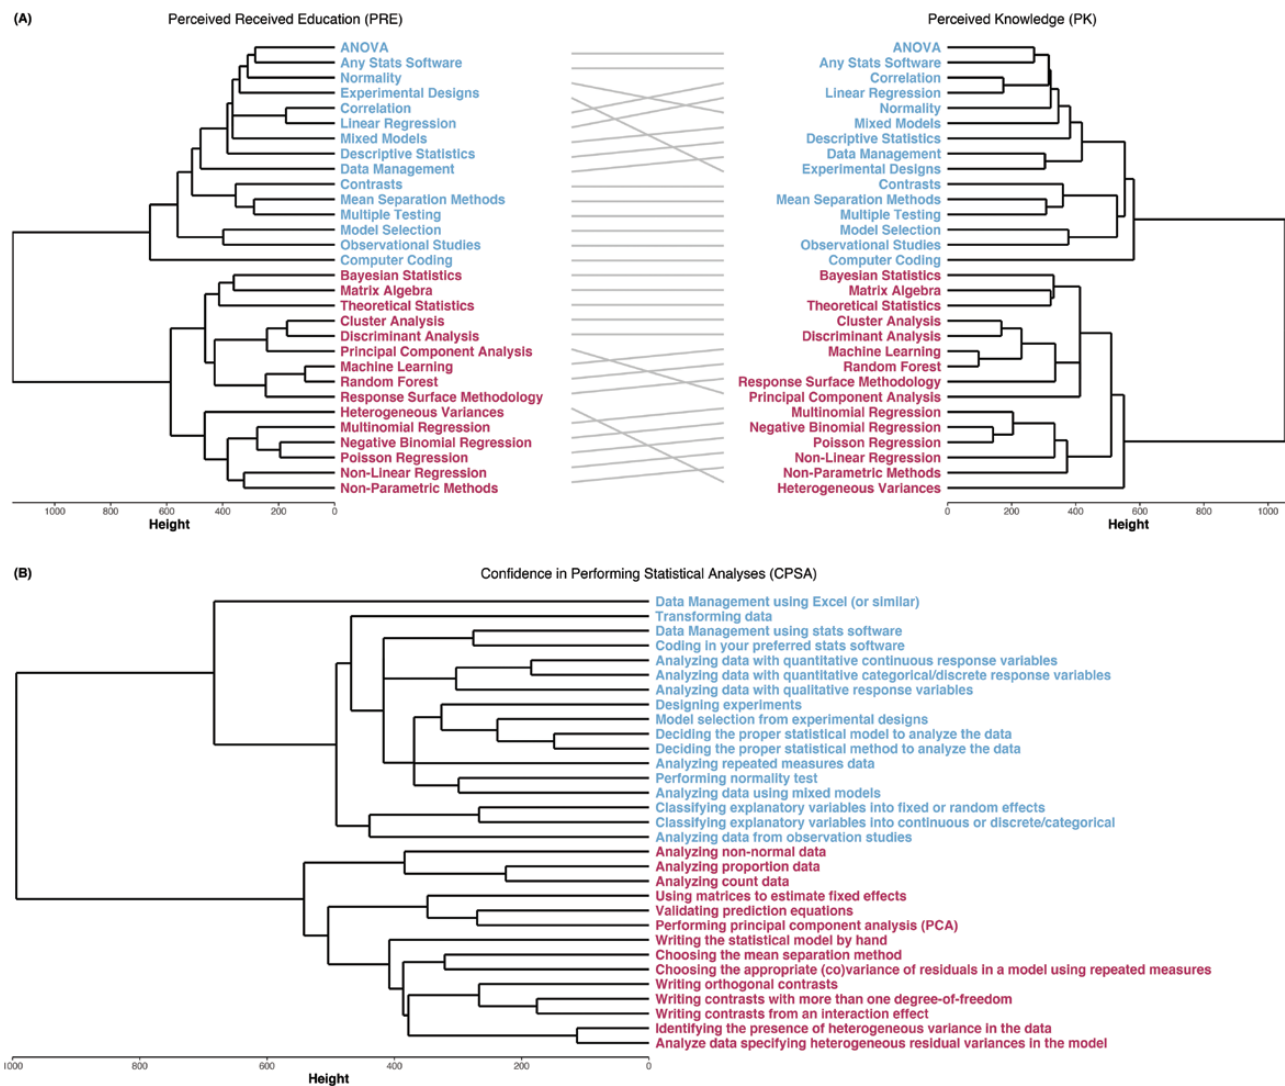 (A)
Perceived Received Education (PRE)
ANOVA
Any Stats Software
Normality
Experimental Designs
Correlation
Linear Regression
Mixed Models
Descriptive Statistics
Data Management
Contrasts
Mean Separation Methods
Multiple Testing
Model Selection
Observational Studies
Computer Coding
Bayesian Statistics
Matrix Algebra
Theoretical Statistics
Cluster Analysis
Discriminant Analysis
Principal Component Analysis
Machine Learning
Random Forest
Response Surface Methodology
Heterogeneous Variances
Multinomial Regression
Negative Binomial Regression
Poisson Regression
Non-Linear Regression
Non-Parametric Methods
1000 800 600 400 200 0
Height
Perceived Knowledge (PK)
ANOVA
Any Stats Software
Correlation
Linear Regression
Normality
Mixed Models
Descriptive Statistics
Data Management
Experimental Designs
Contrasts
Mean Separation Methods
Multiple Testing
Model Selection
Observational Studies
Computer Coding
Bayesian Statistics
Matrix Algebra
Theoretical Statistics
Cluster Analysis
Discriminant Analysis
Machine Learning
Random Forest
Response Surface Methodology
Principal Component Analysis
Multinomial Regression
Negative Binomial Regression
Poisson Regression
Non-Linear Regression
Non-Parametric Methods
Heterogeneous Variances
0 200 400 600 800 1000
Height
(B)
Confidence in Performing Statistical Analyses (CPSA)
Data Management using Excel (or similar)
Transforming data
Data Management using stats software
Coding in your preferred stats software
Analyzing data with quantitative continuous response variables
Analyzing data with quantitative categorical/discrete response variables
Analyzing data with qualitative response variables
Designing experiments
Model selection from experimental designs
Deciding the proper statistical model to analyze the data
Deciding the proper statistical method to analyze the data
Analyzing repeated measures data
Performing normality test
Analyzing data using mixed models
Classifying explanatory variables into fixed or random effects
Classifying explanatory variables into continuous or discrete/categorical
Analyzing data from observation studies
Analyzing non-normal data
Analyzing proportion data
Analyzing count data
Using matrices to estimate fixed effects
Validating prediction equations
Performing principal component analysis (PCA)
Writing the statistical model by hand
Choosing the mean separation method
Choosing the appropriate (co)variance of residuals in a model using repeated measures
Writing orthogonal contrasts
Writing contrasts with more than one degree-of-freedom
Writing contrasts from an interaction effect
Identifying the presence of heterogeneous variance in the data
Analyze data specifying heterogeneous residual variances in the model
1000 800 600 400 200 0
Height